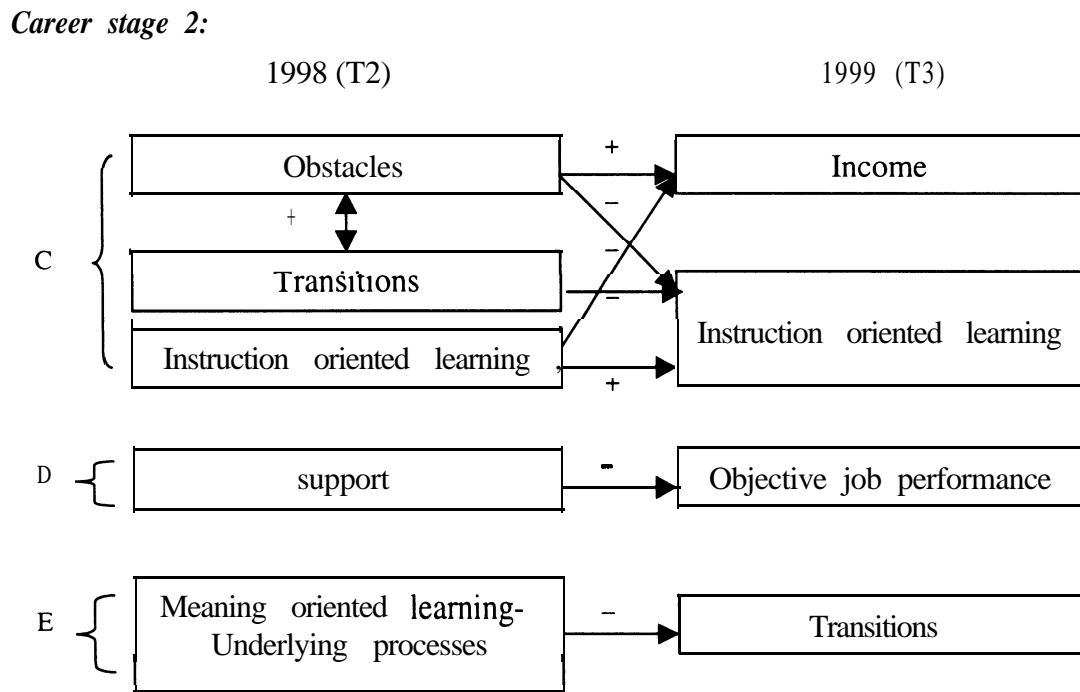 Career stage 2:
1998 (T2)
1999 (T3)
Obstacles
+
Income
+
−
C
Transitions
−
−
Instruction oriented learning
Instruction oriented learning
+
D
support
-
Objective job performance
E
Meaning oriented learning-
Underlying processes
−
Transitions